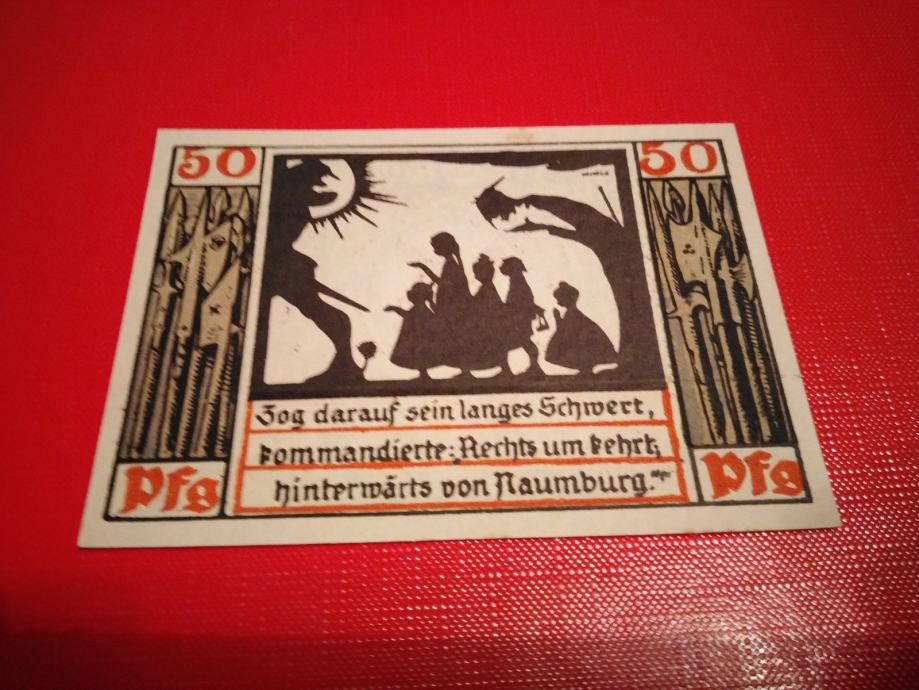 50
50
Zog darauf sein langes Schwert,
kommandierte: Rechts um kehrt,
hinterwärts von Naumburg.
Pfg
Pfg